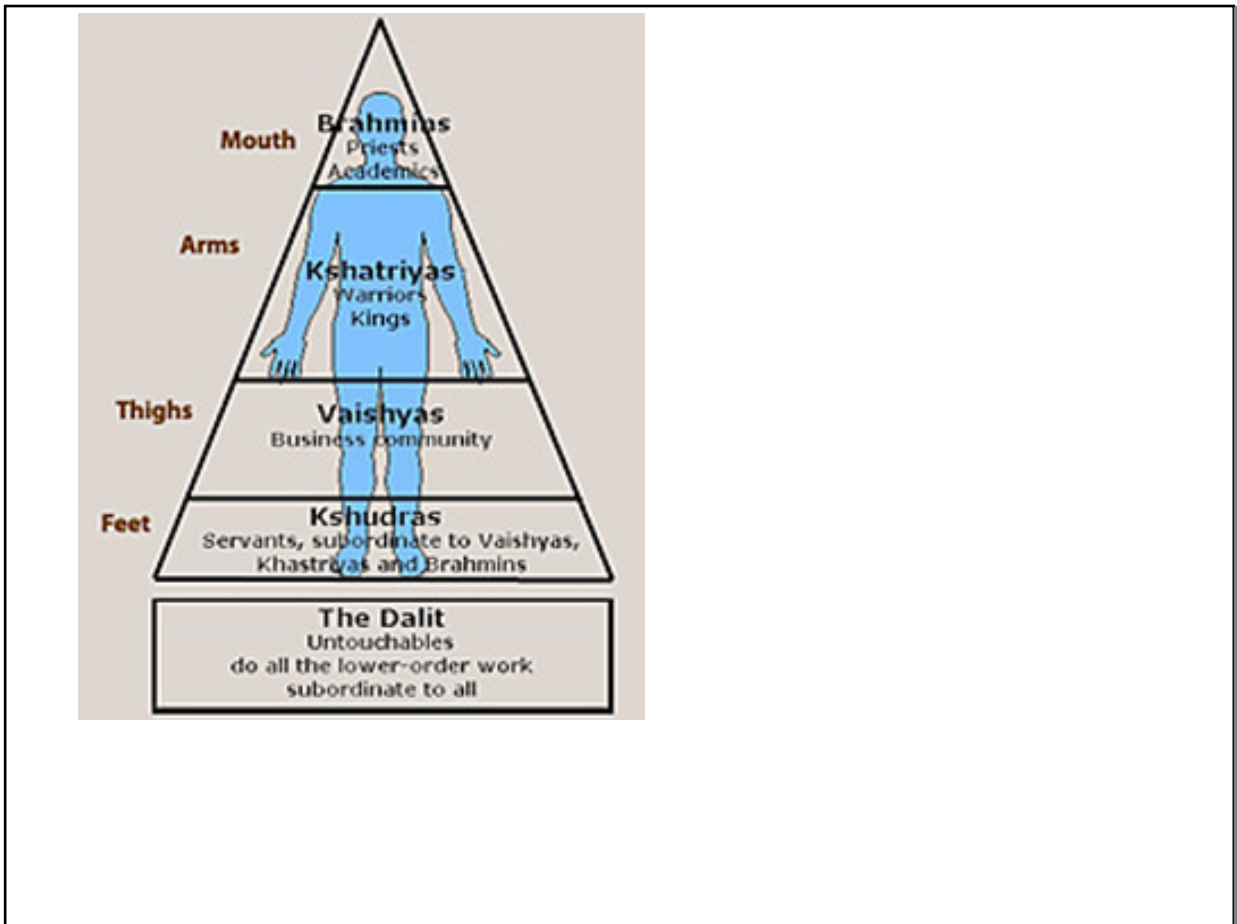 Mouth
Brahmins
Priests
Academics
Arms
Kshatriyas
Warriors
Kings
Thighs
Vaishyas
Business community
Feet
Kshudras
Servants, subordinate to Vaishyas,
Khastriyas and Brahmins
The Dalit
Untouchables
do all the lower-order work
subordinate to all